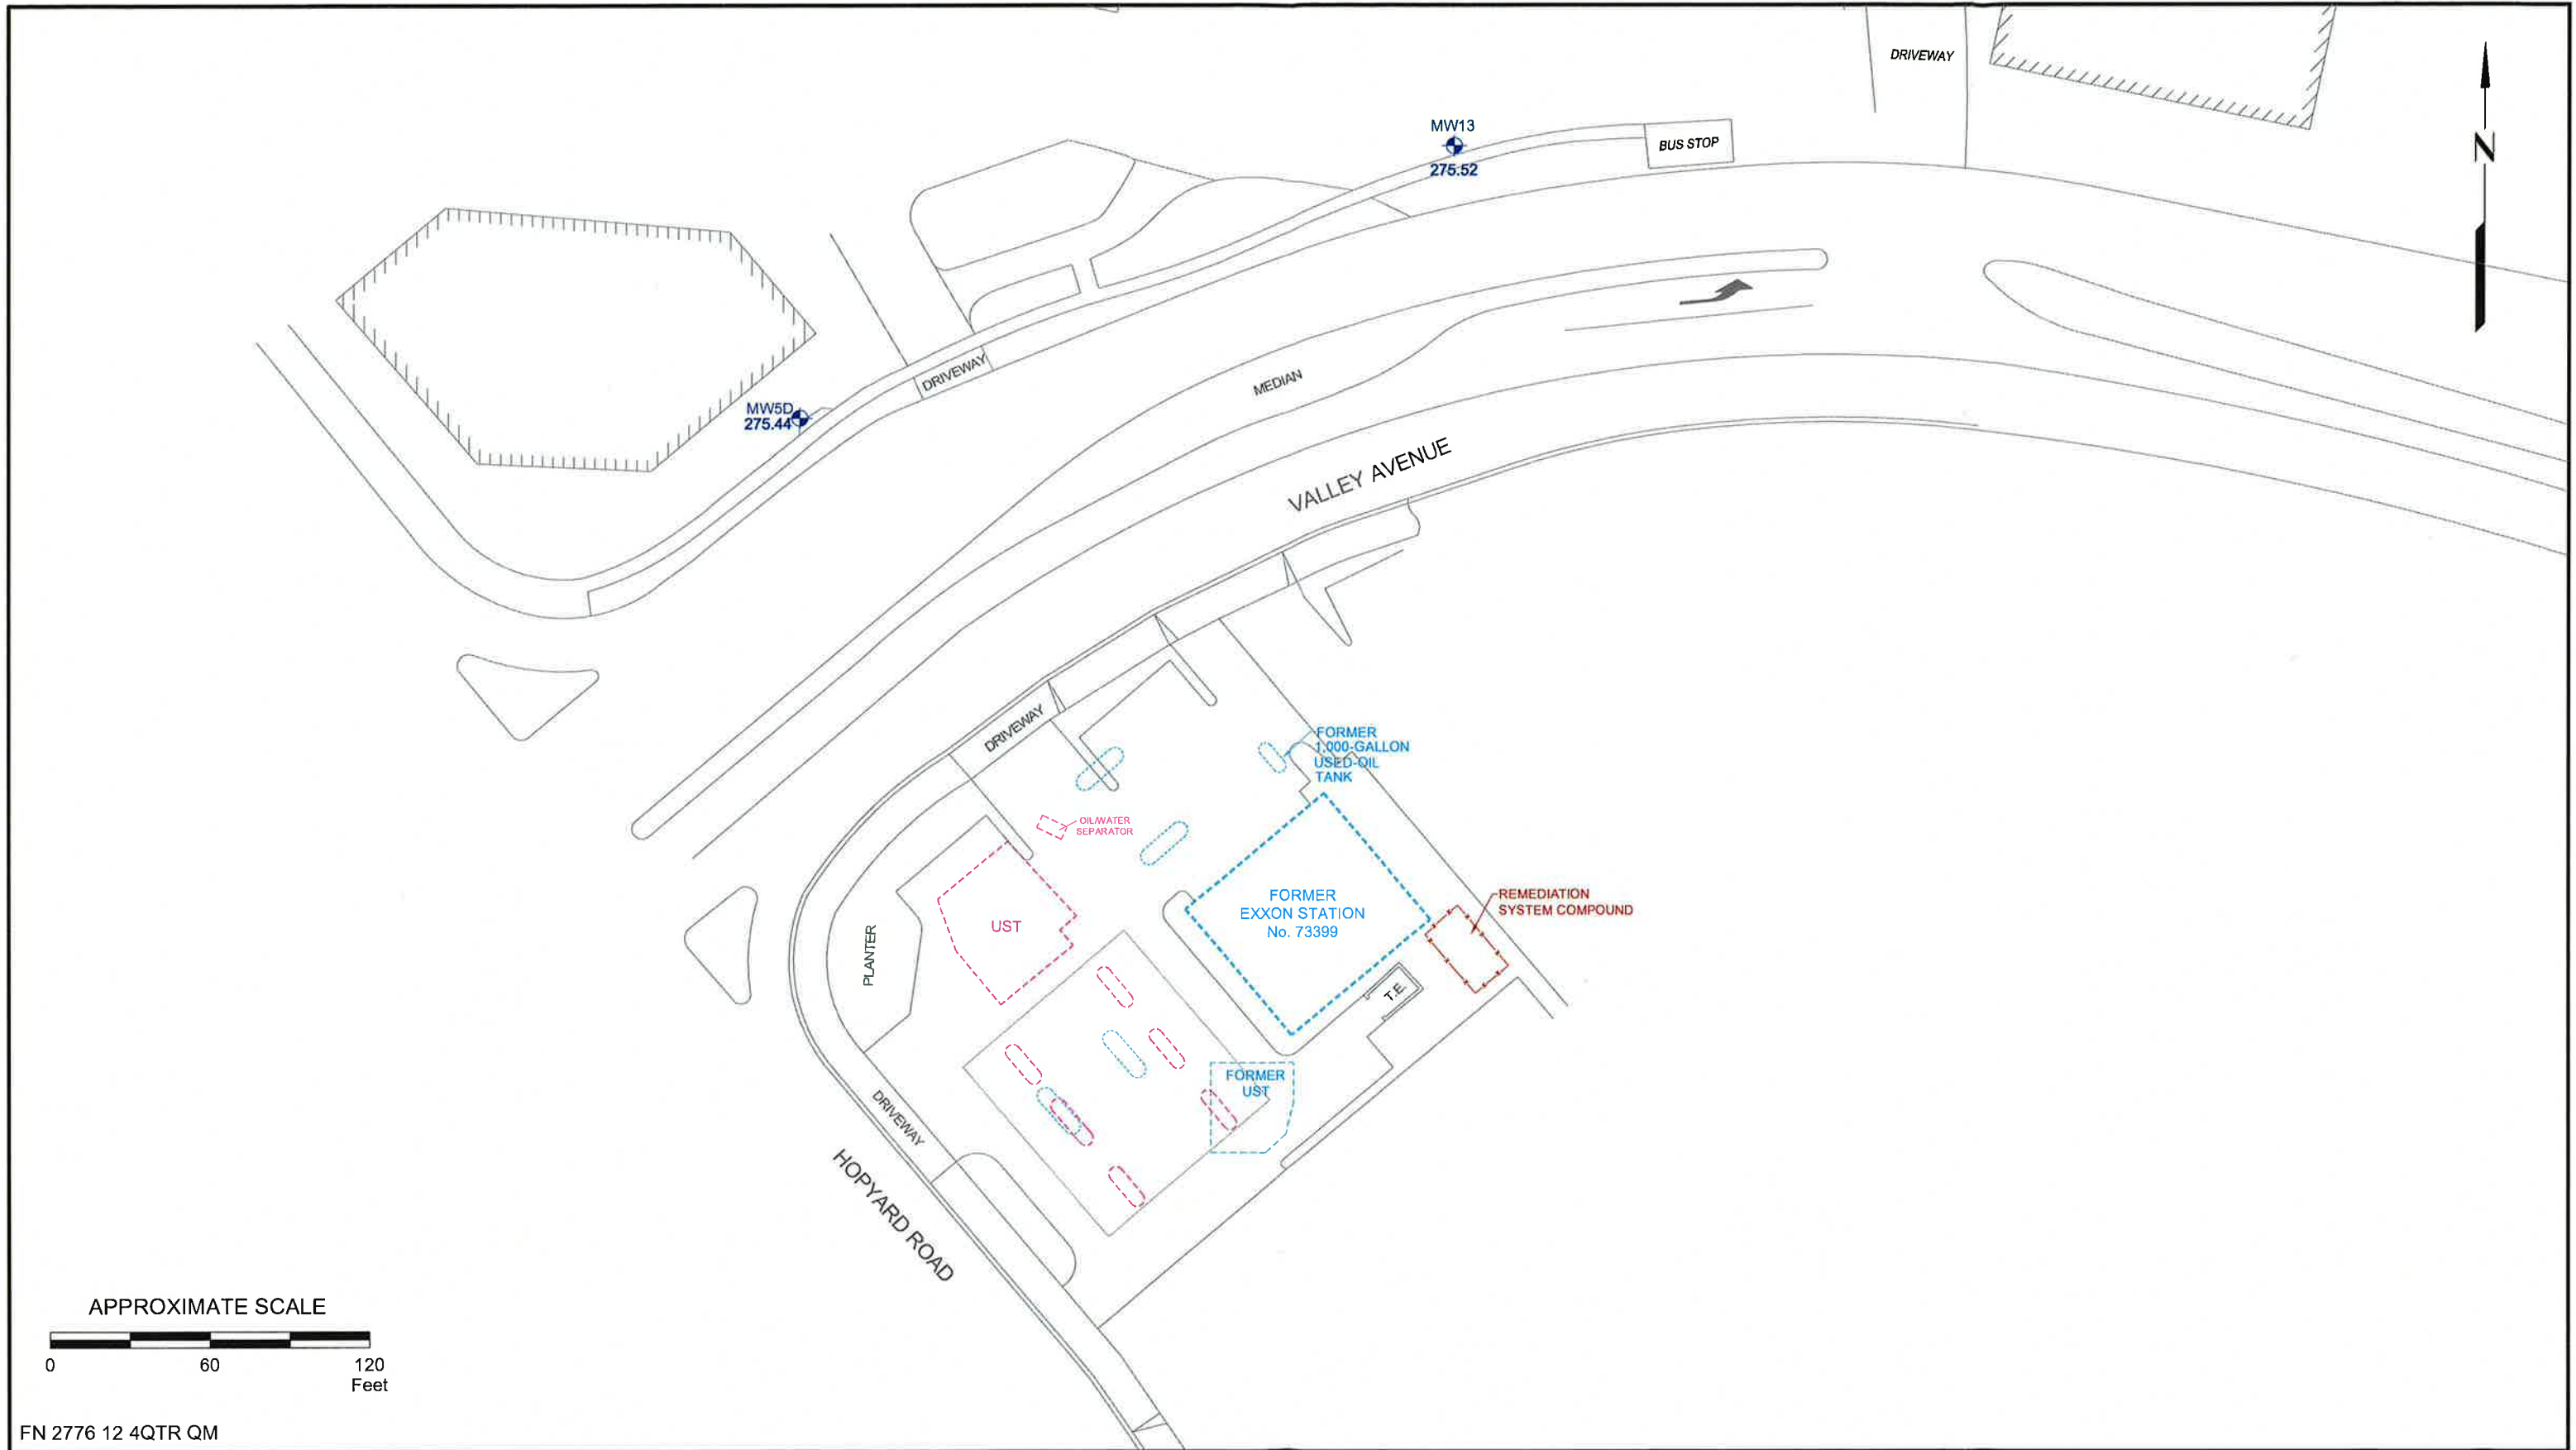 DRIVEWAY
N
MW13
275.52
BUS STOP
DRIVEWAY
MEDIAN
MW5D
275.44
VALLEY AVENUE
DRIVEWAY
FORMER
1,000-GALLON
USED-OIL
TANK
OIL/WATER
SEPARATOR
FORMER
EXXON STATION
No. 73399
REMEDIATION
SYSTEM COMPOUND
UST
PLANTER
T.E.
FORMER
UST
DRIVEWAY
HOPYARD ROAD
APPROXIMATE SCALE
0 60 120
Feet
FN 2776 12 4QTR QM